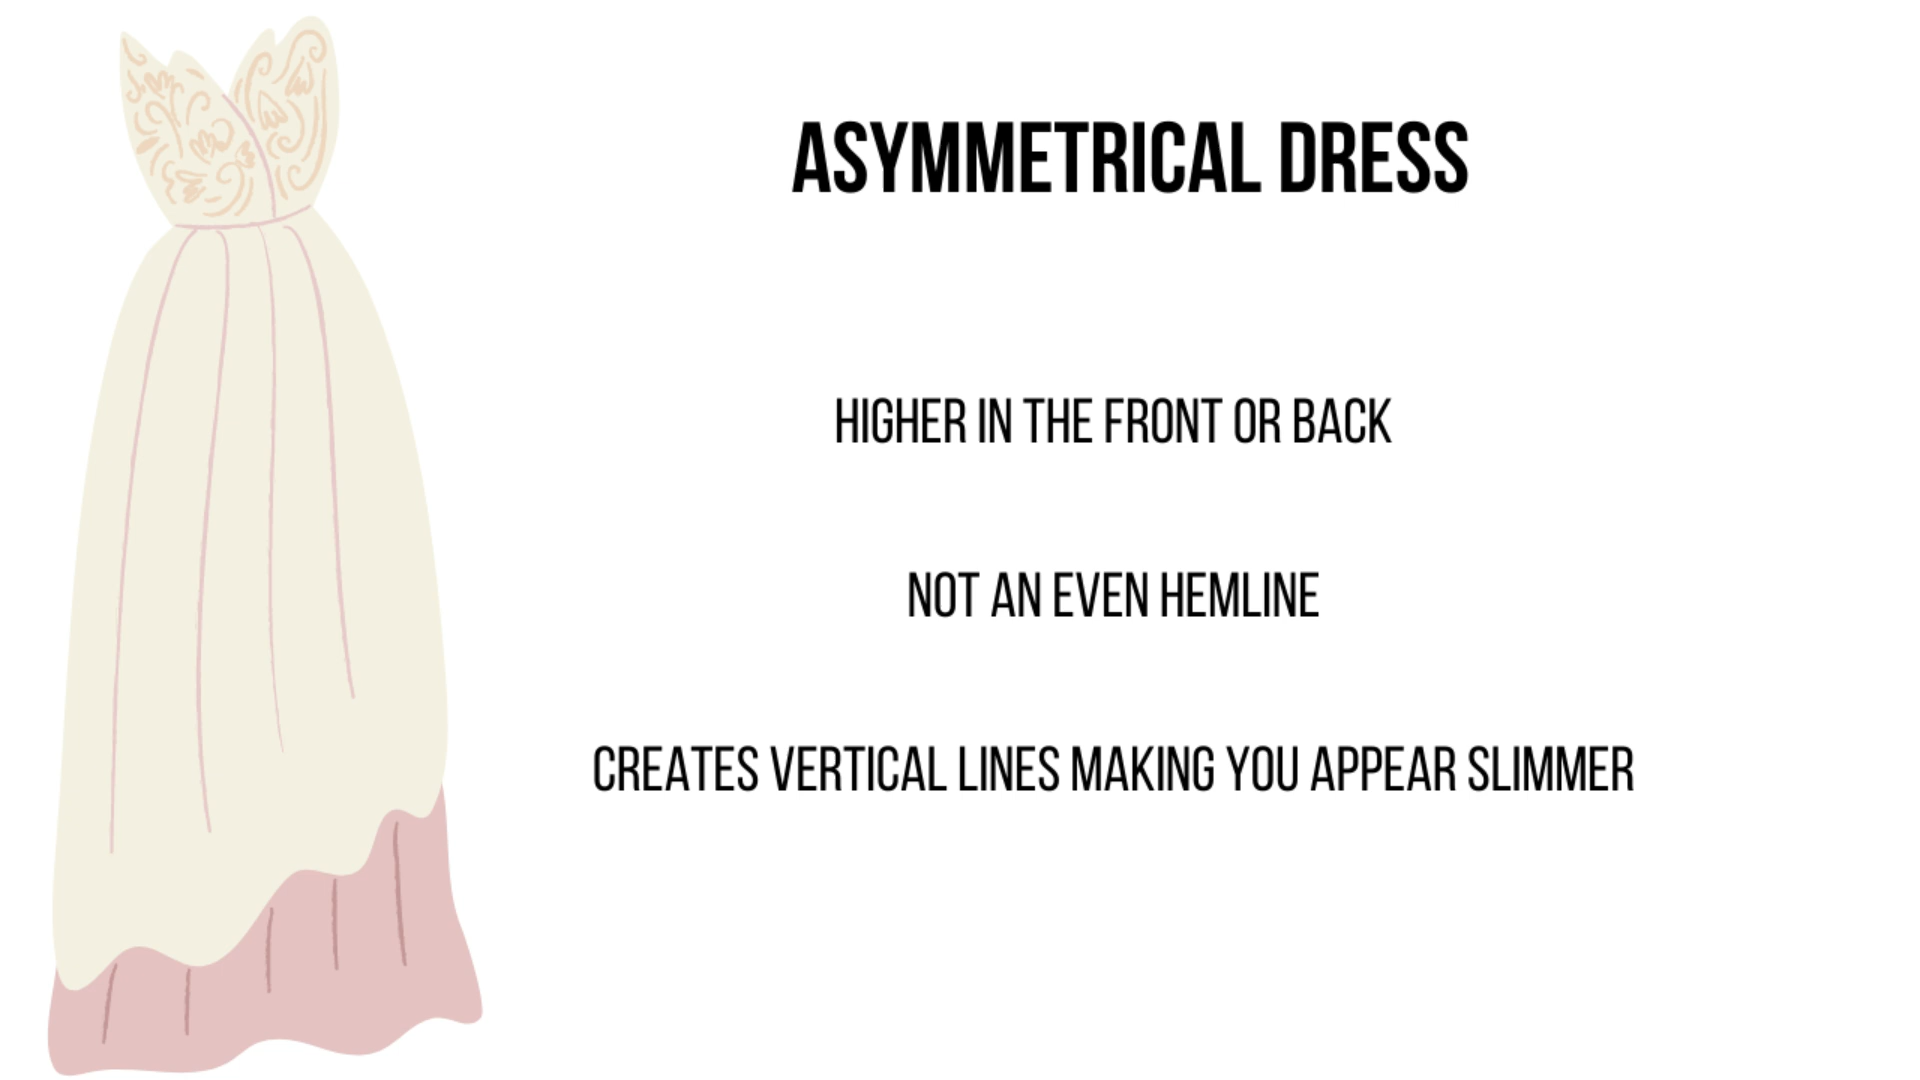 ASYMMETRICAL DRESS
HIGHER IN THE FRONT OR BACK
NOT AN EVEN HEMLINE
CREATES VERTICAL LINES MAKING YOU APPEAR SLIMMER